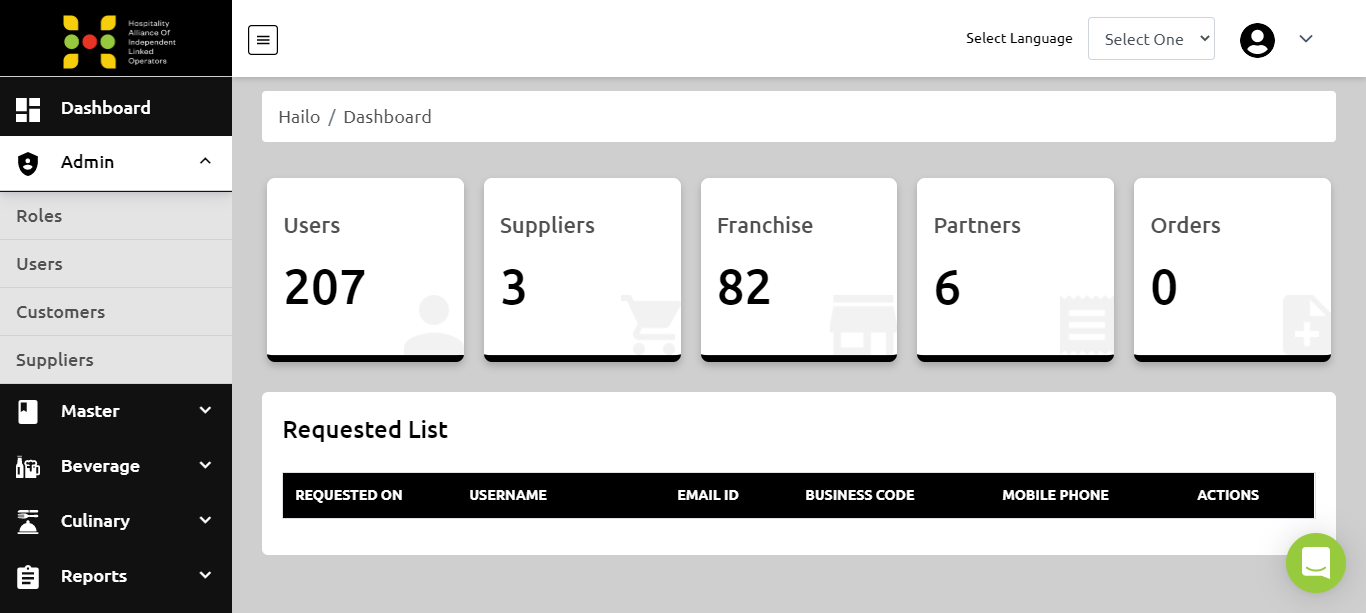 Hospitality
Alliance Of
Independent
Linked
Operators
Select Language
Select One
Dashboard
Admin
Roles
Users
Customers
Suppliers
Master
Beverage
Culinary
Reports
Hailo / Dashboard
Users
207
Suppliers
3
Franchise
82
Partners
6
Orders
0
Requested List
REQUESTED ON USERNAME EMAIL ID BUSINESS CODE MOBILE PHONE ACTIONS